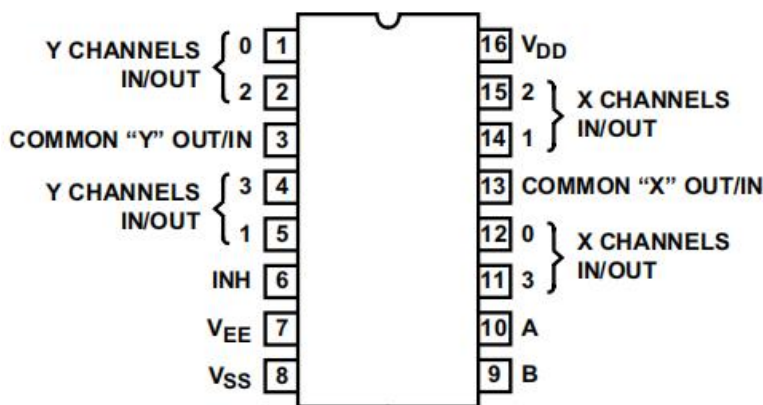 Y CHANNELS
IN/OUT
0 1
2 2
COMMON “Y” OUT/IN 3
Y CHANNELS
IN/OUT
3 4
1 5
INH 6
VEE 7
VSS 8
16 VDD
15 2
14 1
X CHANNELS
IN/OUT
13 COMMON “X” OUT/IN
12 0
11 3
X CHANNELS
IN/OUT
10 A
9 B